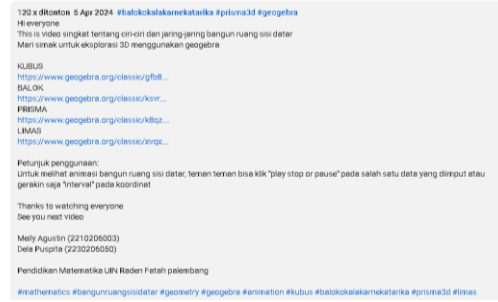 120 x ditonton 5 Apr 2024 #balokokalakarnekatarika #prisma3d #geogebra
Hi everyone
This is video singkat tentang ciri-ciri dan jaring-jaring bangun ruang sisi datar
Mari simak untuk eksplorasi 3D menggunakan geogebra
KUBUS
https://www.geogebra.org/classic/gfb8...
BALOK
https://www.geogebra.org/classic/ksvr...
PRISMA
https://www.geogebra.org/classic/k8qz...
LIMAS
https://www.geogebra.org/classic/xvqx...
Petunjuk penggunaan:
Untuk melihat animasi bangun ruang sisi datar, teman teman bisa klik "play stop or pause" pada salah satu data yang diimput atau
gerakin saja "interval" pada koordinat
Thanks to watching everyone
See you next video
Meily Agustin (2210206003)
Dela Puspita (2230206050)
Pendidikan Matematika UIN Raden Fatah palembang
#mathematics #bangunruangsisidatar #geometry #geogebra #animation #kubus #balokokalakarnekatarika #prisma3d #limas